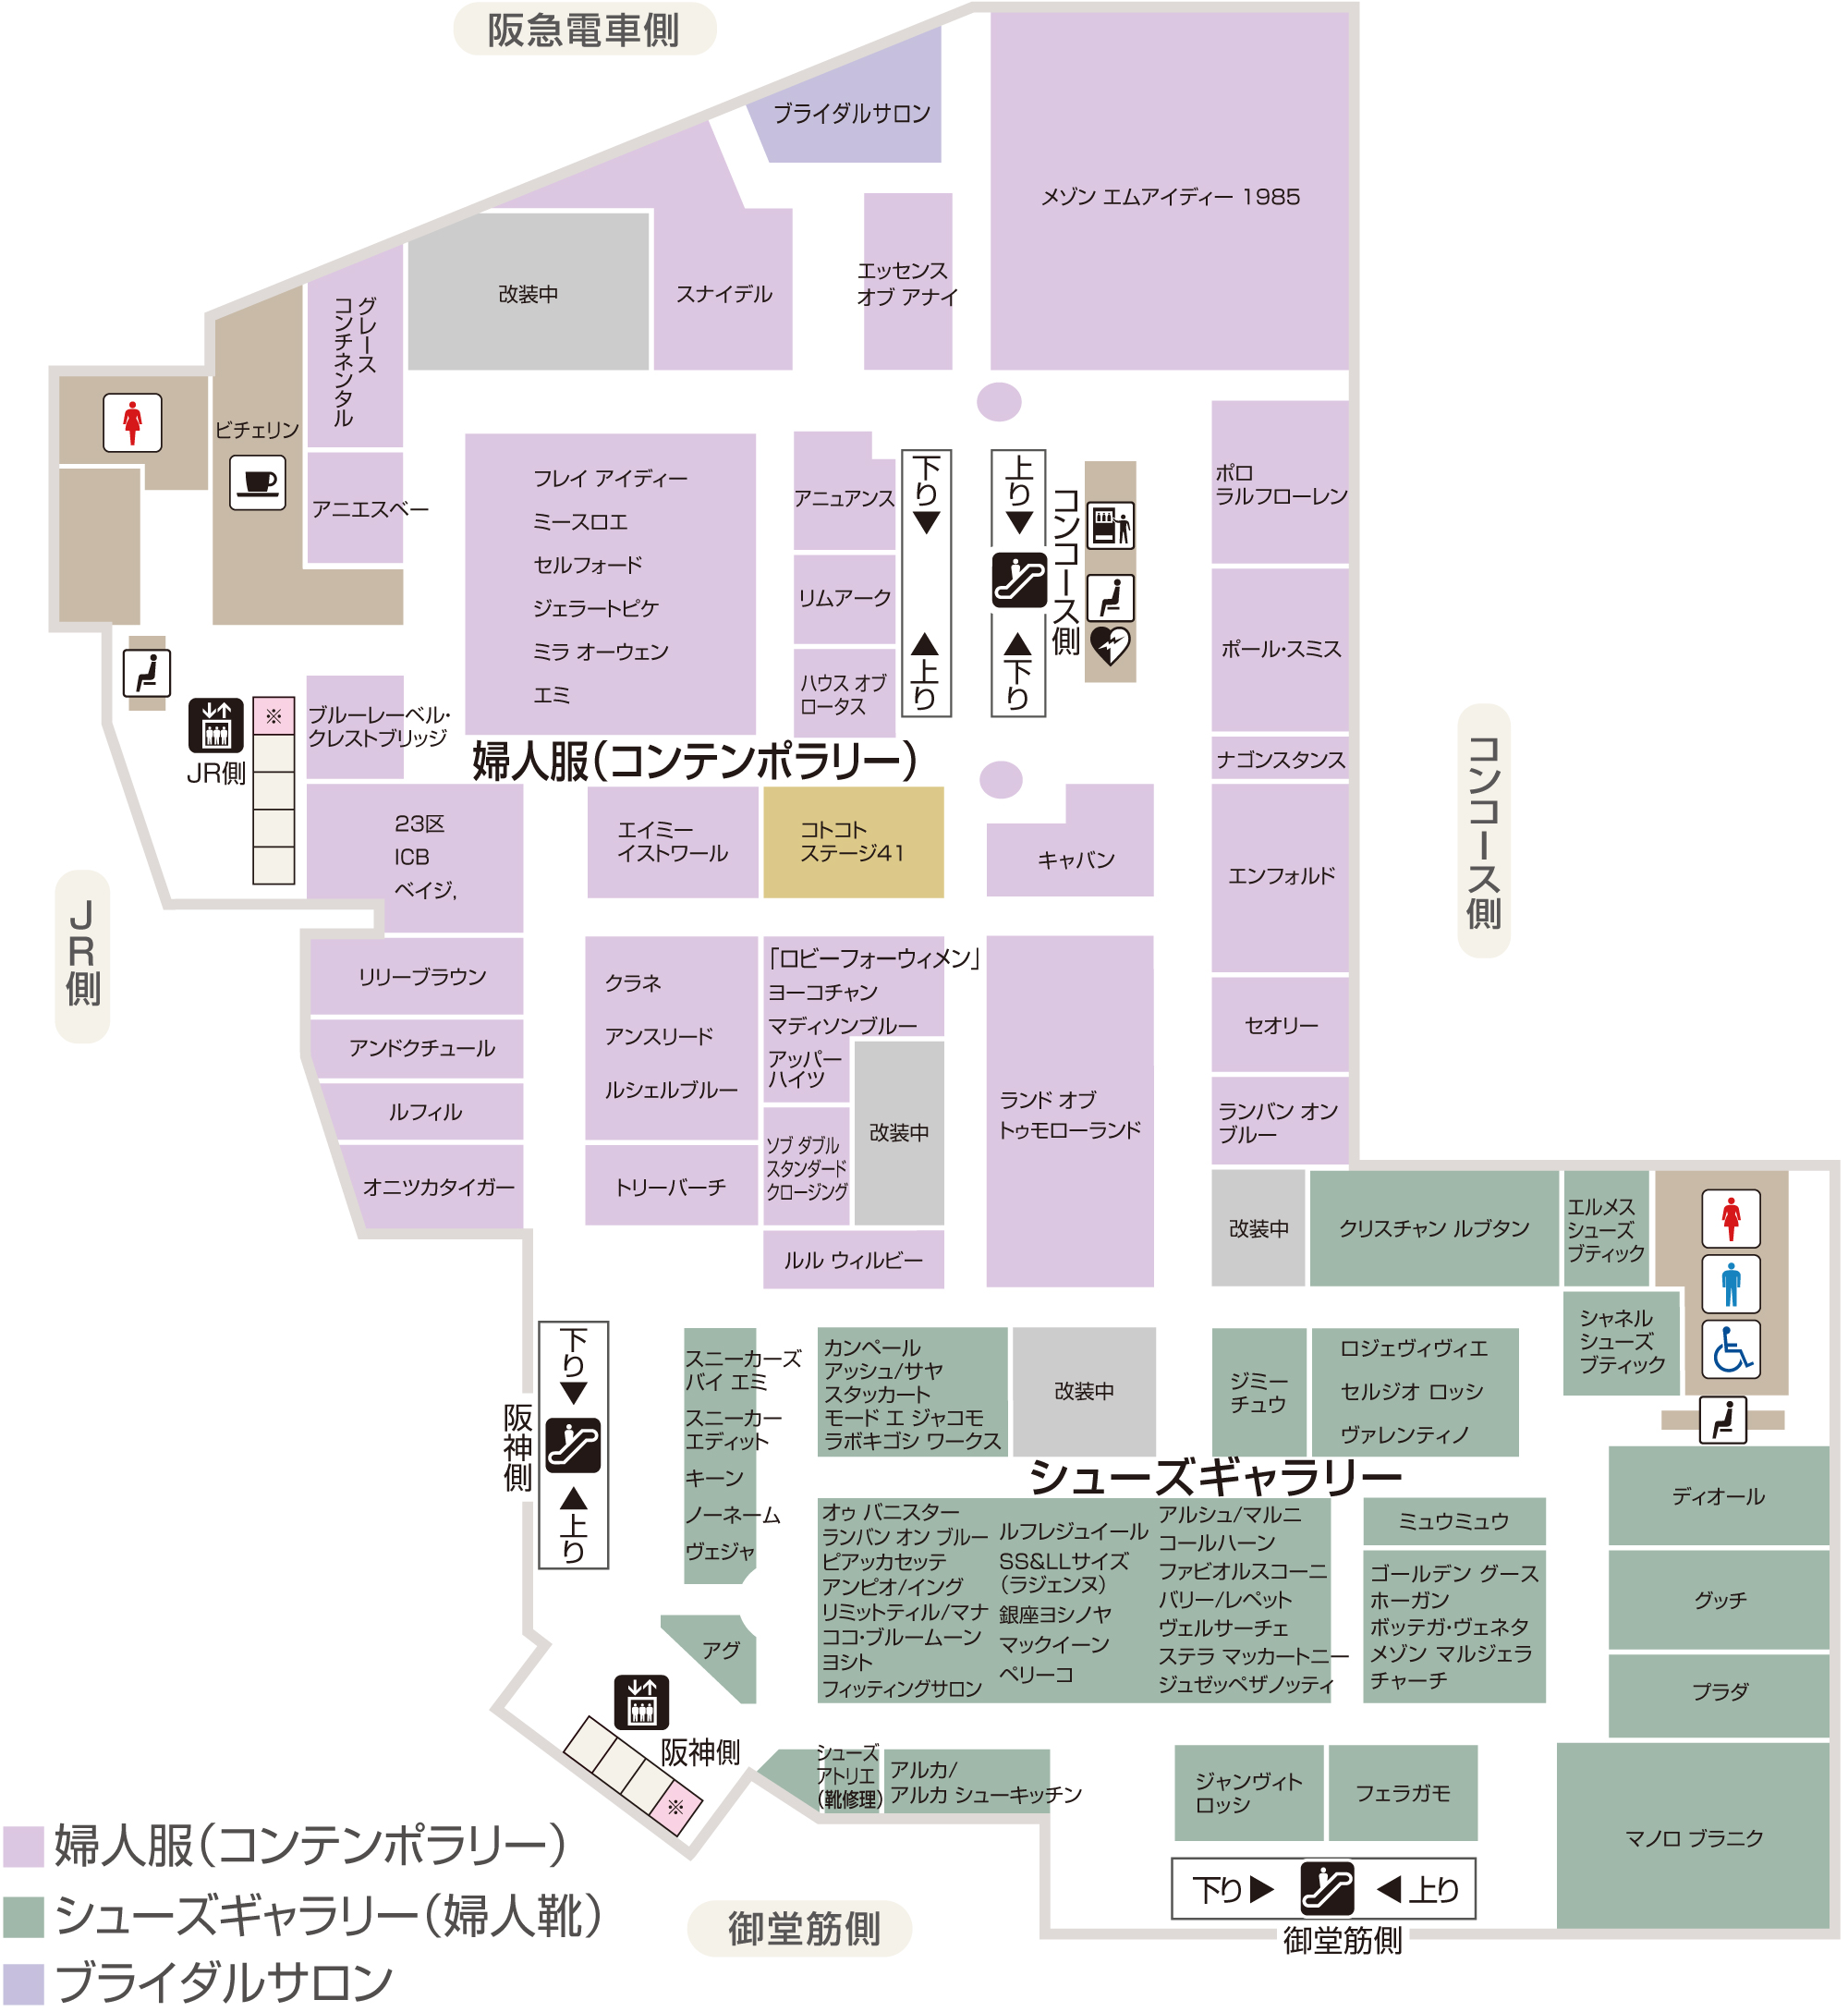 阪急電車側
ブライダルサロン
メゾン エムアイディー 1985
エッセンス
オブ アナイ
スナイデル
改装中
グレース
コンチネンタル
ビチェリン
アニエスベー
フレイ アイディー
ミースロエ
セルフォード
ジェラートピケ
ミラ オーウェン
エミ
アニュアンス
リムアーク
ハウス オブ
ロータス
下り▼
▲上り
上り▼
▲下り
コンコース側
ポロ
ラルフローレン
ポール・スミス
ナゴンスタンス
エンフォルド
セオリー
ランバン オン
ブルー
コンコース側
JR側
※
ブルーレーベル・
クレストブリッジ
婦人服(コンテンポラリー)
23区
ICB
ベイジ,
エイミー
イストワール
コトコト
ステージ41
キャバン
JR側
リリーブラウン
アンドクチュール
ルフィル
オニツカタイガー
クラネ
アンスリード
ルシェルブルー
トリーバーチ
「ロビーフォーウィメン」
ヨーコチャン
マディソンブルー
アッパー
ハイツ
改装中
ソブ ダブル
スタンダード
クロージング
ルル ウィルビー
ランド オブ
トゥモローランド
改装中
クリスチャン ルブタン
エルメス
シューズ
ブティック
シャネル
シューズ
ブティック
下り▼
阪神側
▲上り
スニーカーズ
バイ エミ
スニーカー
エディット
キーン
ノーネーム
ヴェジャ
カンペール
アッシュ/サヤ
スタッカート
モード エ ジャコモ
ラボキゴシ ワークス
改装中
ジミー
チュウ
ロジェヴィヴィエ
セルジオ ロッシ
ヴァレンティノ
シューズギャラリー
オゥ バニスター
ランバン オン ブルー
ピアッカセッテ
アンピオ/イング
リミットティル/マナ
ココ・ブルームーン
ヨシト
フィッティングサロン
ルフレジュイール
SS&LLサイズ
(ラジェンヌ)
銀座ヨシノヤ
マックイーン
ペリーコ
アルシュ/マルニ
コールハーン
ファビオルスコーニ
バリー/レペット
ヴェルサーチェ
ステラ マッカートニー
ジュゼッペザノッティ
ミュウミュウ
ゴールデン グース
ホーガン
ボッテガ・ヴェネタ
メゾン マルジェラ
チャーチ
ディオール
グッチ
プラダ
マノロ ブラニク
アグ
阪神側
※
シューズ
アトリエ
(靴修理)
アルカ/
アルカ シューキッチン
ジャンヴィト
ロッシ
フェラガモ
下り▶ ◀上り
御堂筋側
御堂筋側
婦人服(コンテンポラリー)
シューズギャラリー(婦人靴)
ブライダルサロン